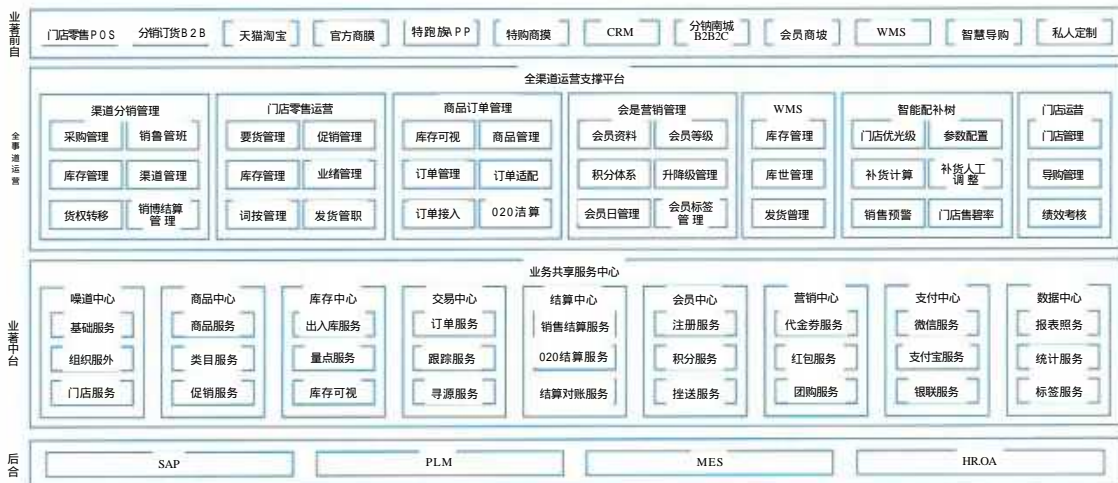 业著前自
门店零售POS
分销订货B2B
天猫淘宝
官方商膜
特跑族APP
特购商摸
CRM
分钠南城
B2B2C
会员商坡
WMS
智慧导购
私人定制
全事道运营
全渠道运营支撑平台
渠道分销管理
采购管理
销鲁管班
库存管理
渠道管理
货权转移
销博结算
管理
门店零售运营
要货管理
促销管理
库存管理
业绪管理
词按管理
发货管职
商品订单管理
库存可视
商品管理
订单管理
订单适配
订单接入
020洁算
会是营销管理
会员资料
会员等级
积分体系
升降级管理
会员日管理
会员标签
管理
WMS
库存管理
库世管理
发货曾理
智能配补树
门店优光级
参数配置
补货计算
补货人工
调整
销售预警
门店售碧率
门店运昔
门店管理
导购管理
绩效考核
业著中台
业务共享服务中心
噪道中心
基础服务
组织服外
门店服务
商品中心
商品服务
类目服务
促销服务
库存中心
出入库服务
量点服务
库存可视
交易中心
订单服务
跟踪服务
寻源服务
结算中心
销售结算服务
020结算服务
结算对账服务
会员中心
注册服务
积分服务
挫送服务
营销中心
代金券服务
红包服务
团购服务
支付中心
微信服务
支付宝服务
银联服务
数据中心
报表照务
统计服务
标签服务
后合
SAP
PLM
MES
HR.OA